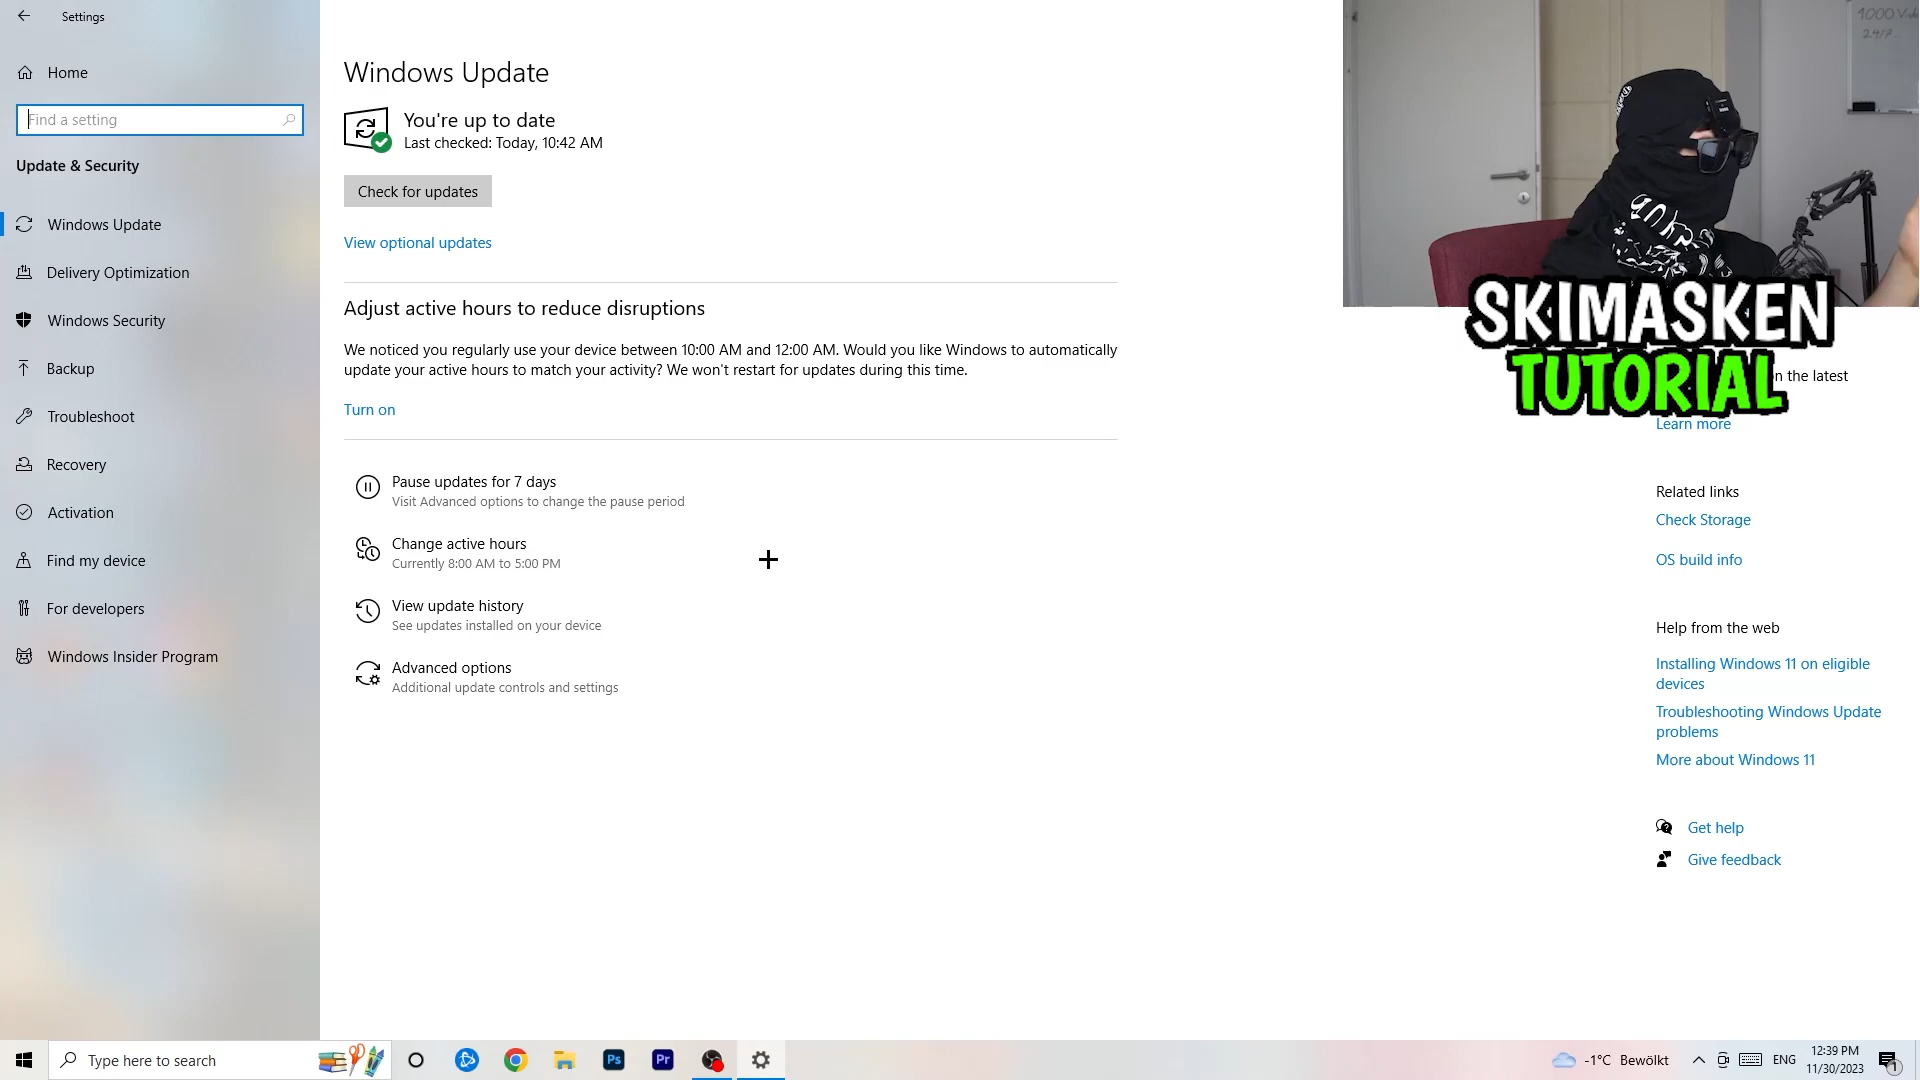 Settings
Home
Find a setting
Update & Security
Windows Update
Delivery Optimization
Windows Security
Backup
Troubleshoot
Recovery
Activation
Find my device
For developers
Windows Insider Program
Windows Update
You're up to date
Last checked: Today, 10:42 AM
Check for updates
View optional updates
Adjust active hours to reduce disruptions
We noticed you regularly use your device between 10:00 AM and 12:00 AM. Would you like Windows to automatically
update your active hours to match your activity? We won't restart for updates during this time.
Turn on
Pause updates for 7 days
Visit Advanced options to change the pause period
Change active hours
Currently 8:00 AM to 5:00 PM
View update history
See updates installed on your device
Advanced options
Additional update controls and settings
1000
24/7
SKIMASKEN
TUTORIAL
on the latest
Learn more
Related links
Check Storage
OS build info
Help from the web
Installing Windows 11 on eligible
devices
Troubleshooting Windows Update
problems
More about Windows 11
Get help
Give feedback
Type here to search
Ps
Pr
-1°C Bewölkt
ENG
12:39 PM
11/30/2023
1